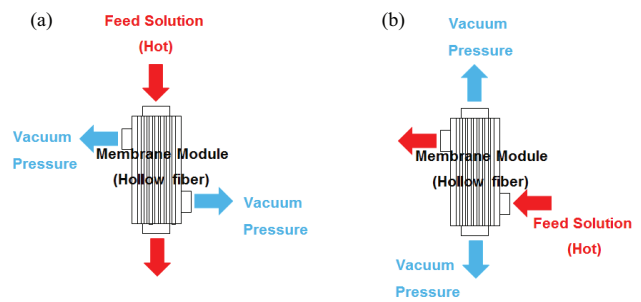 (a)
Feed Solution
(Hot)
Vacuum
Pressure
Membrane Module
(Hollow fiber)
Vacuum
Pressure
(b)
Vacuum
Pressure
Membrane Module
(Hollow fiber)
Feed Solution
(Hot)
Vacuum
Pressure